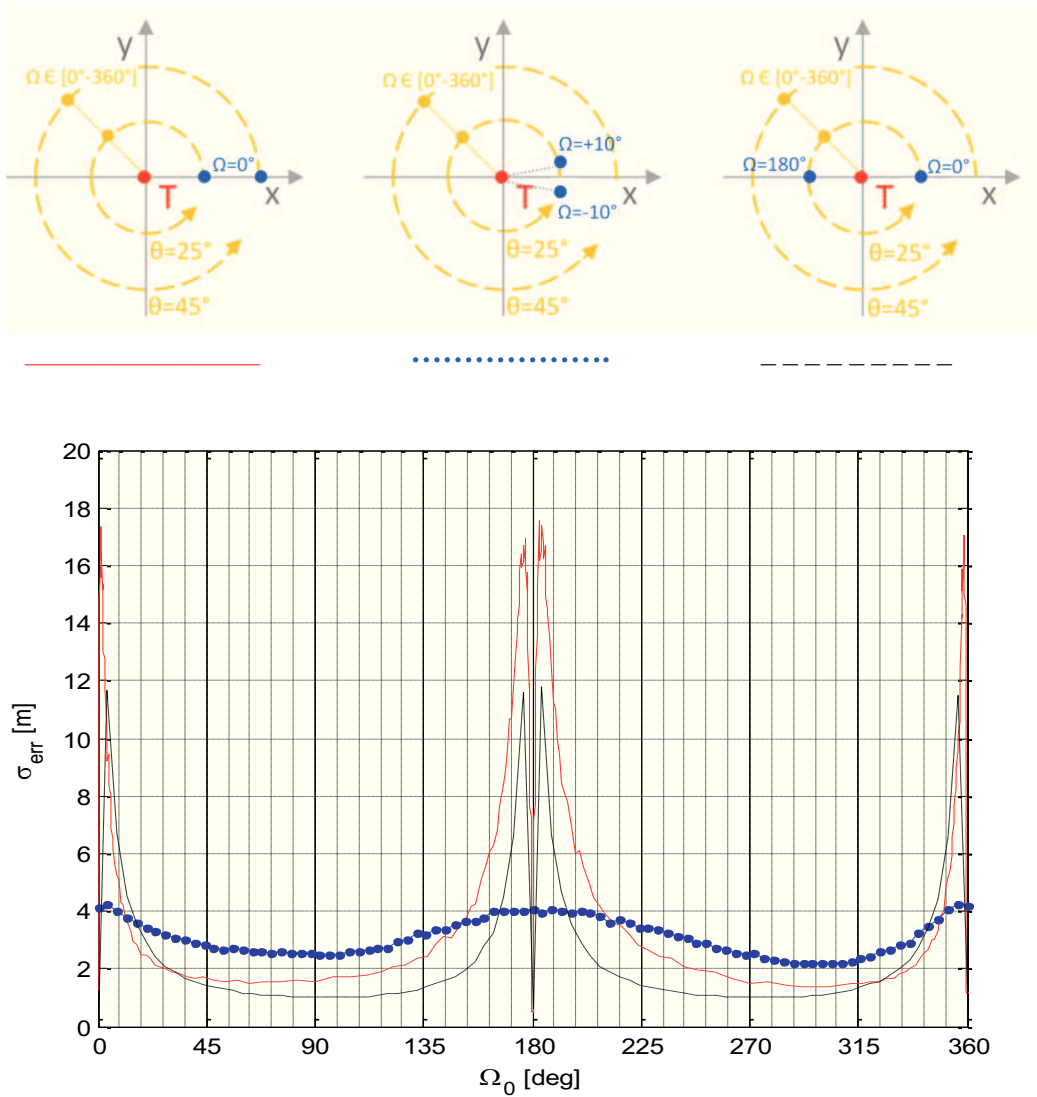 y
Ω Є [0°-360°]
Ω=0°
T
x
θ=25°
θ=45°
y
Ω Є [0°-360°]
Ω=+10°
T
x
Ω=-10°
θ=25°
θ=45°
y
Ω Є [0°-360°]
Ω=180°
Ω=0°
T
x
θ=25°
θ=45°
20
18
16
14
12
10
8
6
4
2
0
σerr [m]
0 45 90 135 180 225 270 315 360
Ω0 [deg]